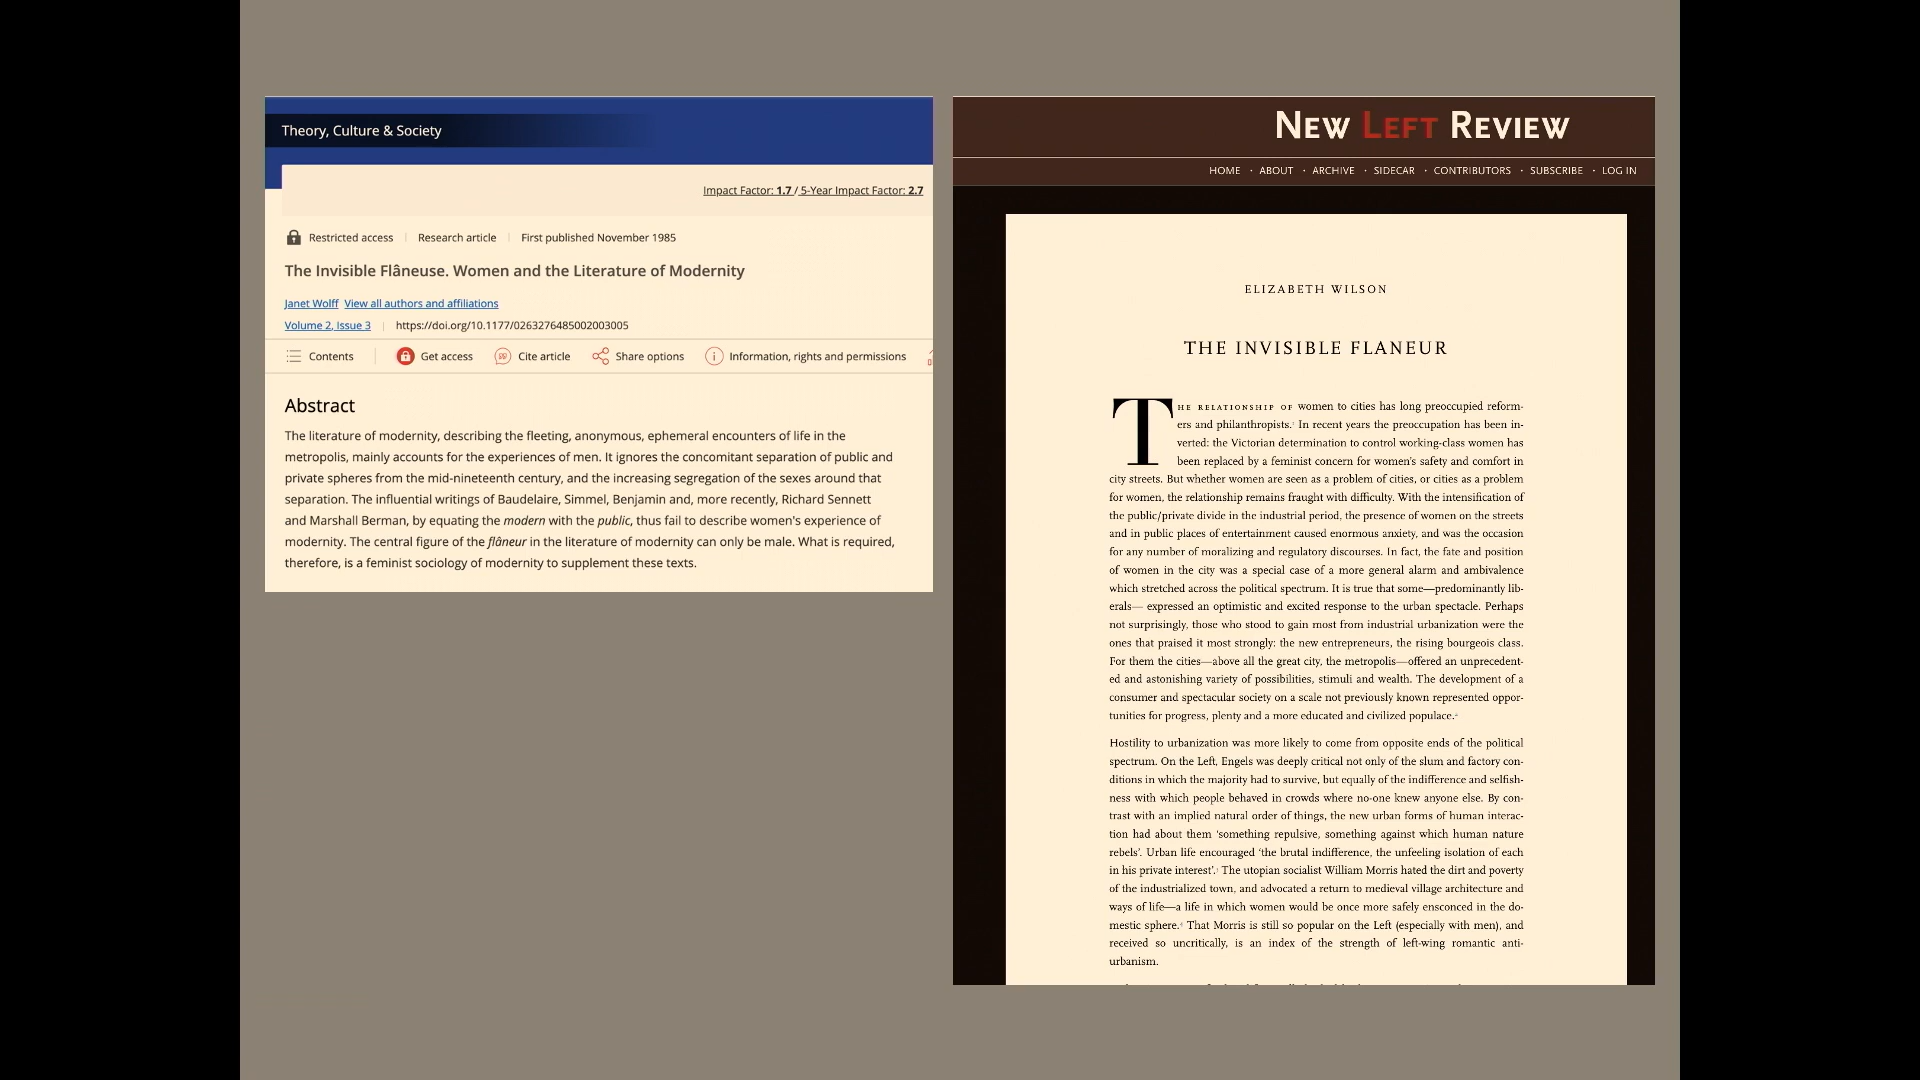 Theory, Culture & Society
Impact Factor: 1.7 / 5-Year Impact Factor: 2.7
Restricted access | Research article | First published November 1985
The Invisible Flâneuse. Women and the Literature of Modernity
Janet Wolff View all authors and affiliations
Volume 2, Issue 3 | https://doi.org/10.1177/0263276485002003005
Contents | Get access Cite article Share options Information, rights and permissions
Abstract
The literature of modernity, describing the fleeting, anonymous, ephemeral encounters of life in the
metropolis, mainly accounts for the experiences of men. It ignores the concomitant separation of public and
private spheres from the mid-nineteenth century, and the increasing segregation of the sexes around that
separation. The influential writings of Baudelaire, Simmel, Benjamin and, more recently, Richard Sennett
and Marshall Berman, by equating the modern with the public, thus fail to describe women's experience of
modernity. The central figure of the flâneur in the literature of modernity can only be male. What is required,
therefore, is a feminist sociology of modernity to supplement these texts.
NEW LEFT REVIEW
HOME · ABOUT · ARCHIVE · SIDECAR · CONTRIBUTORS · SUBSCRIBE · LOG IN
ELIZABETH WILSON
THE INVISIBLE FLANEUR
THE RELATIONSHIP OF women to cities has long preoccupied reform-
ers and philanthropists. In recent years the preoccupation has been in-
verted: the Victorian determination to control working-class women has
been replaced by a feminist concern for women's safety and comfort in
city streets. But whether women are seen as a problem of cities, or cities as a problem
for women, the relationship remains fraught with difficulty. With the intensification of
the public/private divide in the industrial period, the presence of women on the streets
and in public places of entertainment caused enormous anxiety, and was the occasion
for any number of moralizing and regulatory discourses. In fact, the fate and position
of women in the city was a special case of a more general alarm and ambivalence
which stretched across the political spectrum. It is true that some—predominantly lib-
erals— expressed an optimistic and excited response to the urban spectacle. Perhaps
not surprisingly, those who stood to gain most from industrial urbanization were the
ones that praised it most strongly: the new entrepreneurs, the rising bourgeois class.
For them the cities—above all the great city, the metropolis—offered an unprecedent-
ed and astonishing variety of possibilities, stimuli and wealth. The development of a
consumer and spectacular society on a scale not previously known represented oppor-
tunities for progress, plenty and a more educated and civilized populace.
Hostility to urbanization was more likely to come from opposite ends of the political
spectrum. On the Left, Engels was deeply critical not only of the slum and factory con-
ditions in which the majority had to survive, but equally of the indifference and selfish-
ness with which people behaved in crowds where no-one knew anyone else. By con-
trast with an implied natural order of things, the new urban forms of human interac-
tion had about them ‘something repulsive, something against which human nature
rebels’. Urban life encouraged ‘the brutal indifference, the unfeeling isolation of each
in his private interest’. The utopian socialist William Morris hated the dirt and poverty
of the industrialized town, and advocated a return to medieval village architecture and
ways of life—a life in which women would be once more safely ensconced in the do-
mestic sphere. That Morris is still so popular on the Left (especially with men), and
received so uncritically, is an index of the strength of left-wing romantic anti-
urbanism.